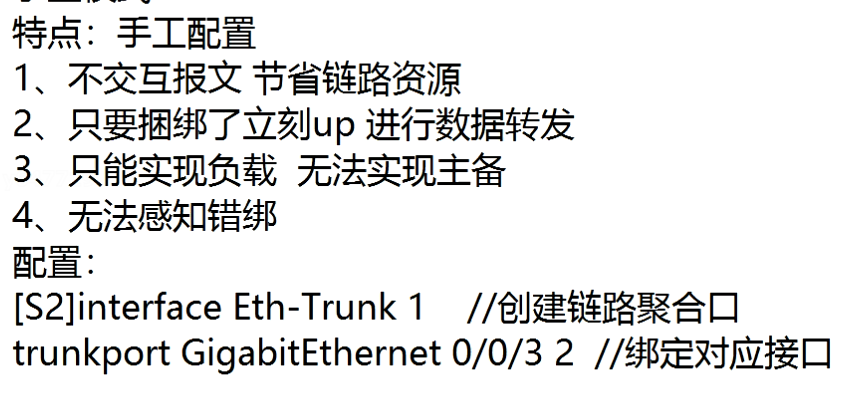 特点：手工配置
1、不交互报文 节省链路资源
2、只要捆绑了立刻up 进行数据转发
3、只能实现负载 无法实现主备
4、无法感知错绑
配置：
[S2]interface Eth-Trunk 1 //创建链路聚合口
trunkport GigabitEthernet 0/0/3 2 //绑定对应接口